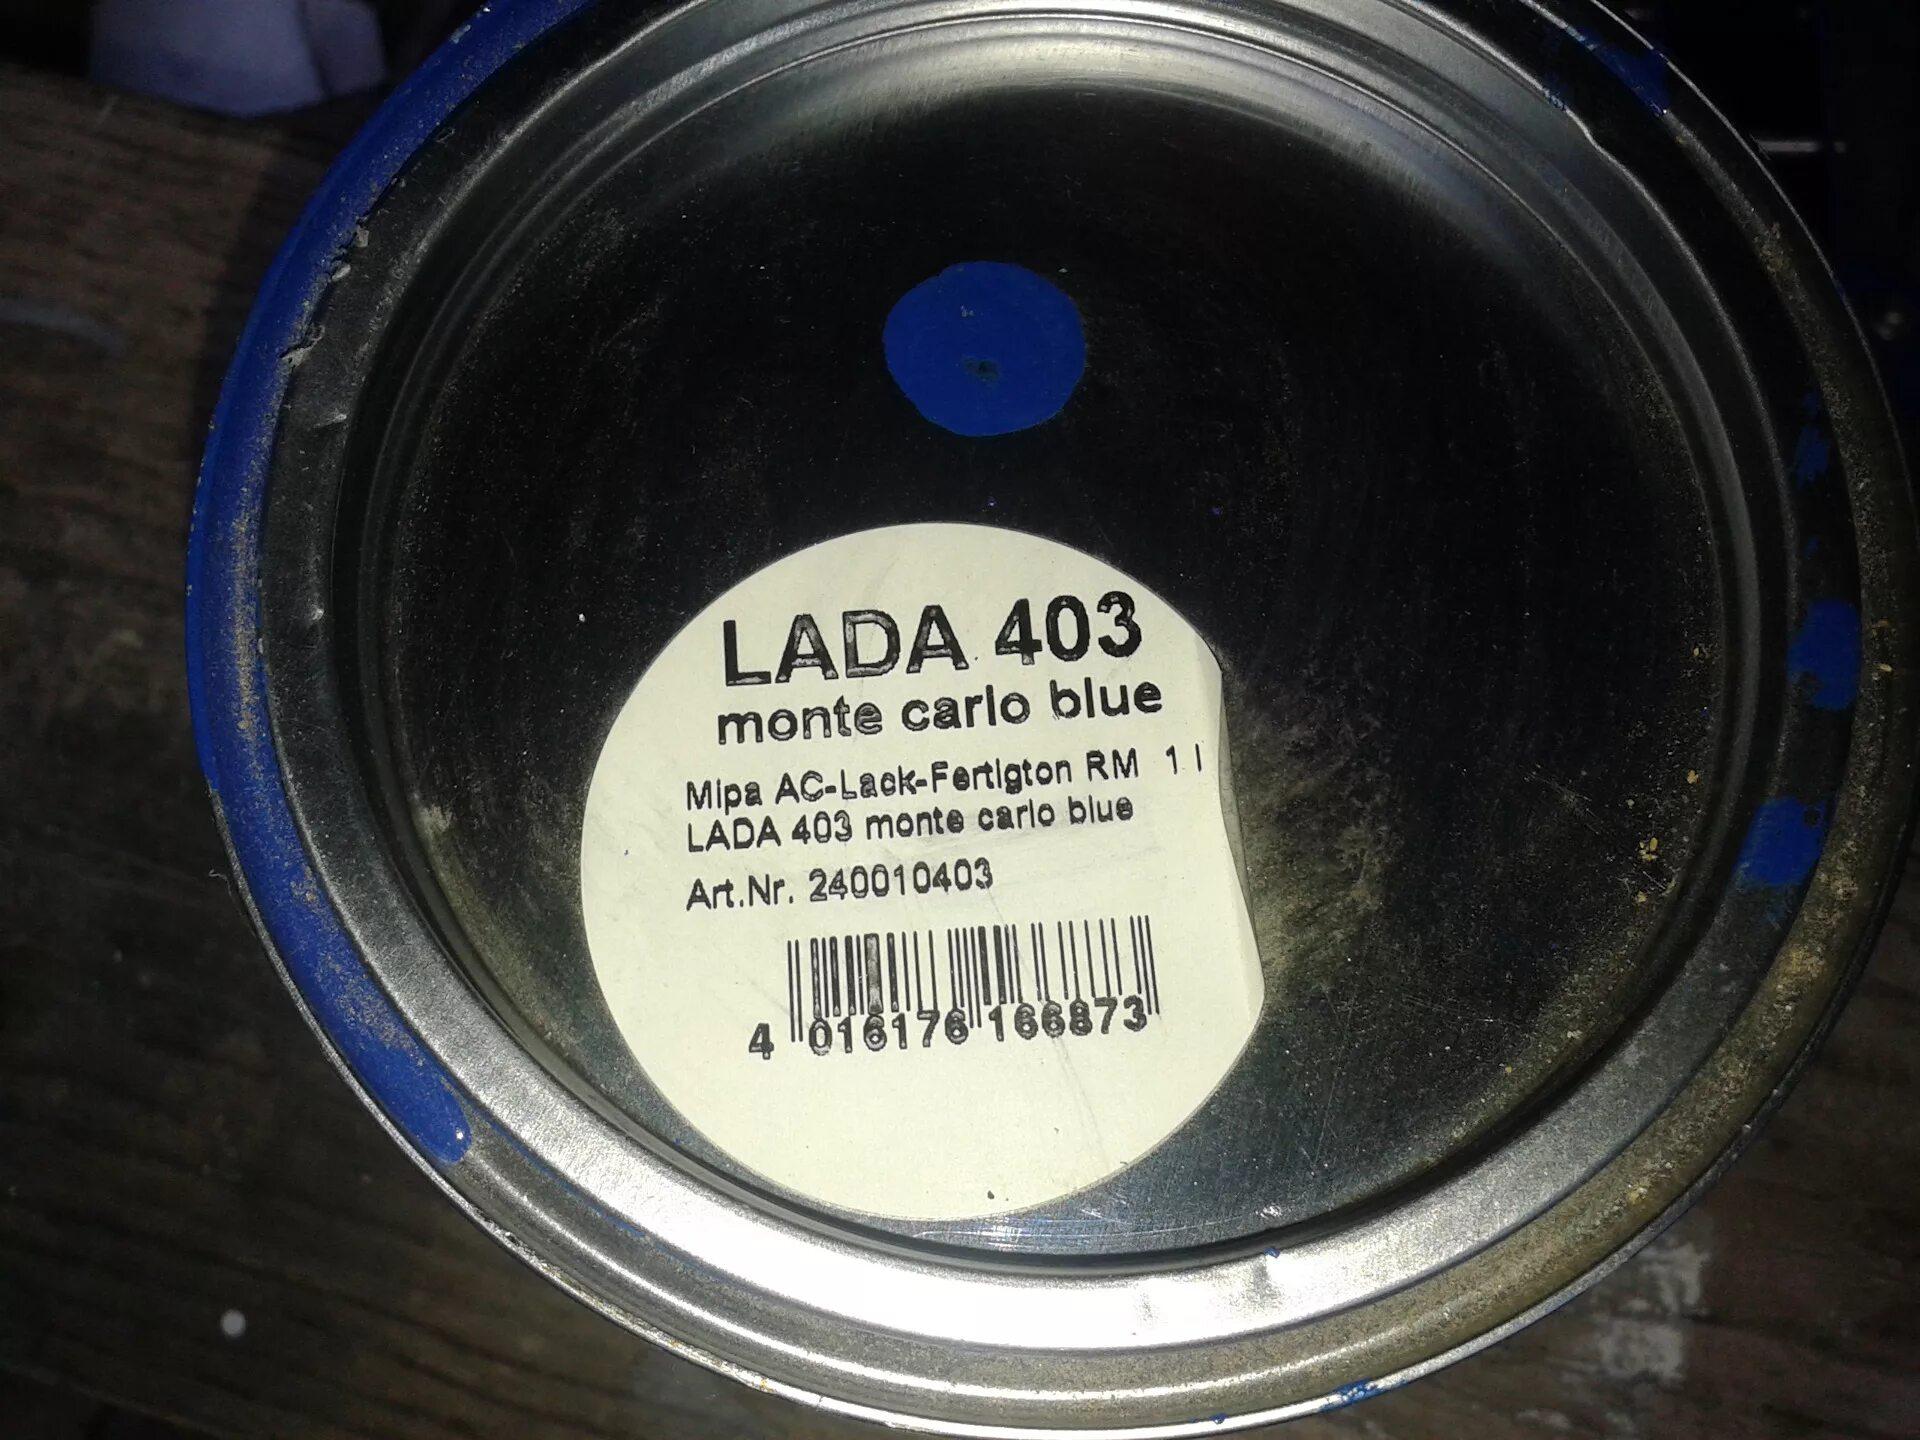 LADA 403
monte carlo blue
Mipa AC-Lack-Fertigton RM 1 l
LADA 403 monte carlo blue
Art.Nr. 240010403
4 016176 166873